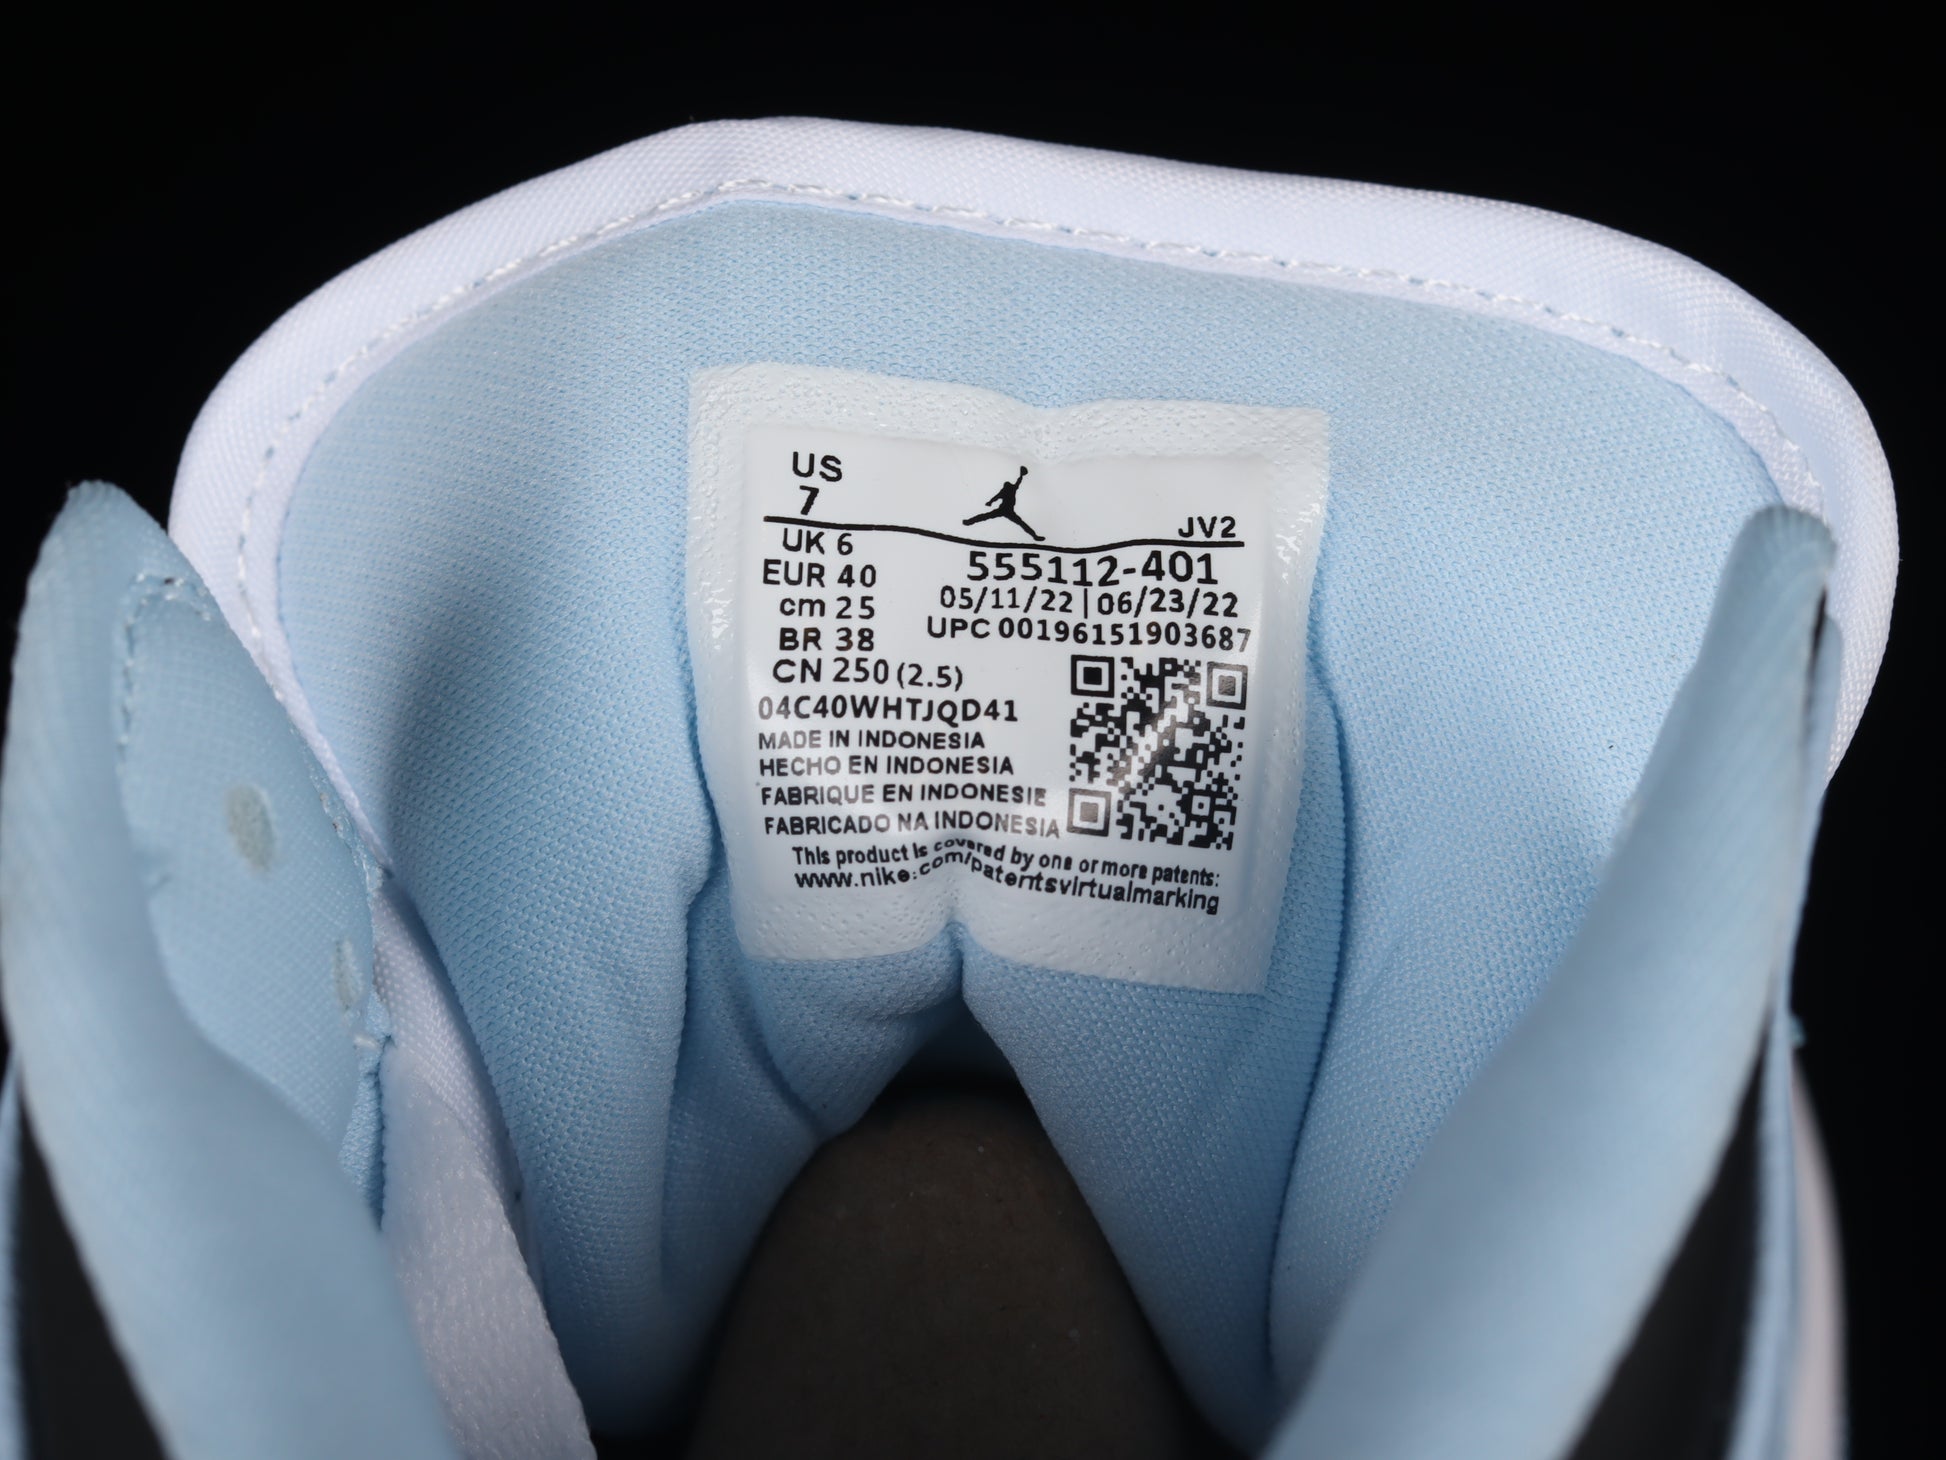 US
7
JV2
UK 6
555112-401
EUR 40
05/11/22 | 06/23/22
cm 25
UPC 00196151903687
BR 38
CN 250 (2.5)
04C40WHTJQD41
MADE IN INDONESIA
HECHO EN INDONESIA
FABRIQUE EN INDONESIE
FABRICADO NA INDONESIA
This product is covered by one or more patents:
www.nike.com/patentsvirtualmarking